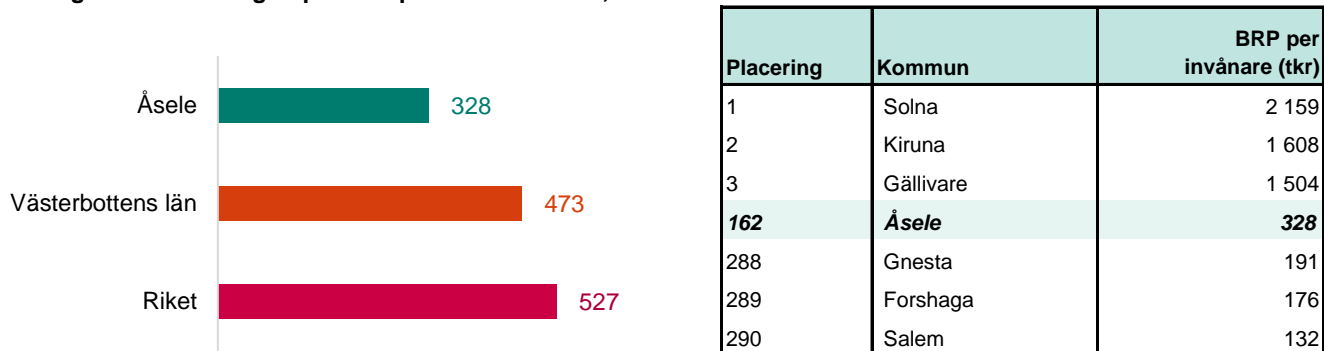 Åsele 328
Västerbottens län 473
Riket 527
Placering Kommun BRP per invånare (tkr)
1 Solna 2 159
2 Kiruna 1 608
3 Gällivare 1 504
162 Åsele 328
288 Gnesta 191
289 Forshaga 176
290 Salem 132